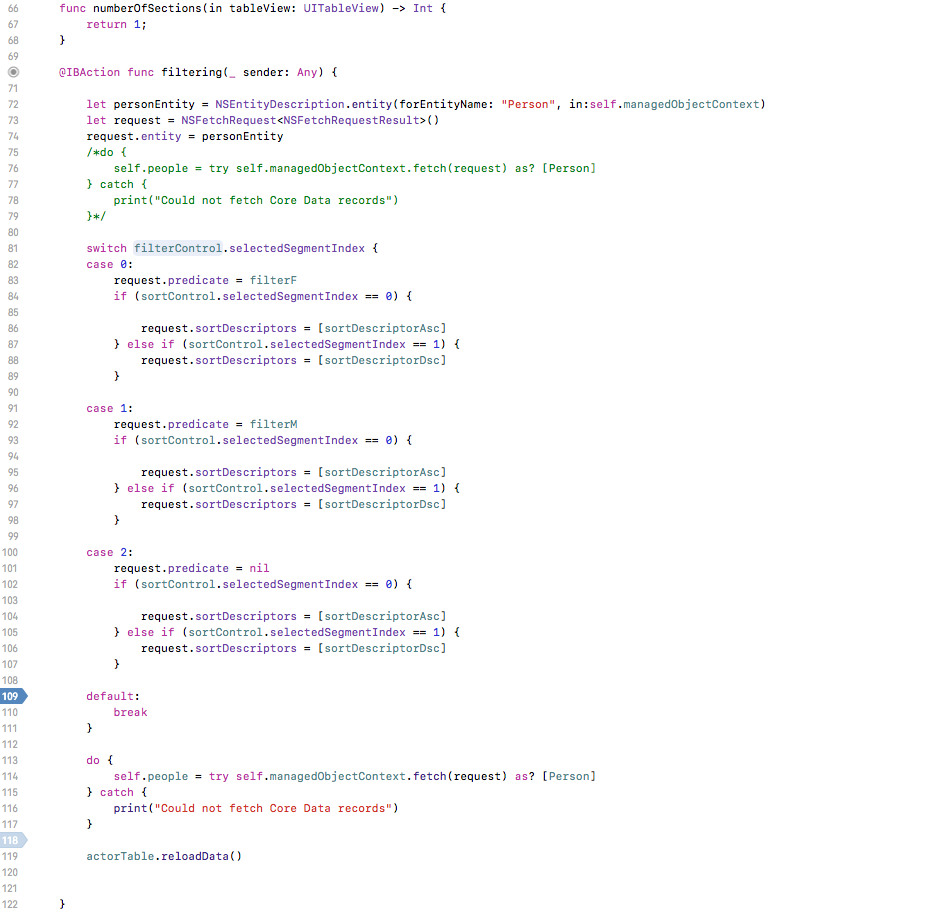 66 func numberOfSections(in tableView: UITableView) -> Int {
67 return 1;
68 }
69
@IBAction func filtering(_ sender: Any) {
71
72 let personEntity = NSEntityDescription.entity(forEntityName: "Person", in:self.managedObjectContext)
73 let request = NSFetchRequest<NSFetchRequestResult>()
74 request.entity = personEntity
75 /*do {
76 self.people = try self.managedObjectContext.fetch(request) as? [Person]
77 } catch {
78 print("Could not fetch Core Data records")
79 }*/
80
81 switch filterControl.selectedSegmentIndex {
82 case 0:
83 request.predicate = filterF
84 if (sortControl.selectedSegmentIndex == 0) {
85
86 request.sortDescriptors = [sortDescriptorAsc]
87 } else if (sortControl.selectedSegmentIndex == 1) {
88 request.sortDescriptors = [sortDescriptorDsc]
89 }
90
91 case 1:
92 request.predicate = filterM
93 if (sortControl.selectedSegmentIndex == 0) {
94
95 request.sortDescriptors = [sortDescriptorAsc]
96 } else if (sortControl.selectedSegmentIndex == 1) {
97 request.sortDescriptors = [sortDescriptorDsc]
98 }
99
100 case 2:
101 request.predicate = nil
102 if (sortControl.selectedSegmentIndex == 0) {
103
104 request.sortDescriptors = [sortDescriptorAsc]
105 } else if (sortControl.selectedSegmentIndex == 1) {
106 request.sortDescriptors = [sortDescriptorDsc]
107 }
108
109 default:
110 break
111 }
112
113 do {
114 self.people = try self.managedObjectContext.fetch(request) as? [Person]
115 } catch {
116 print("Could not fetch Core Data records")
117 }
118
119 actorTable.reloadData()
120
121
122 }